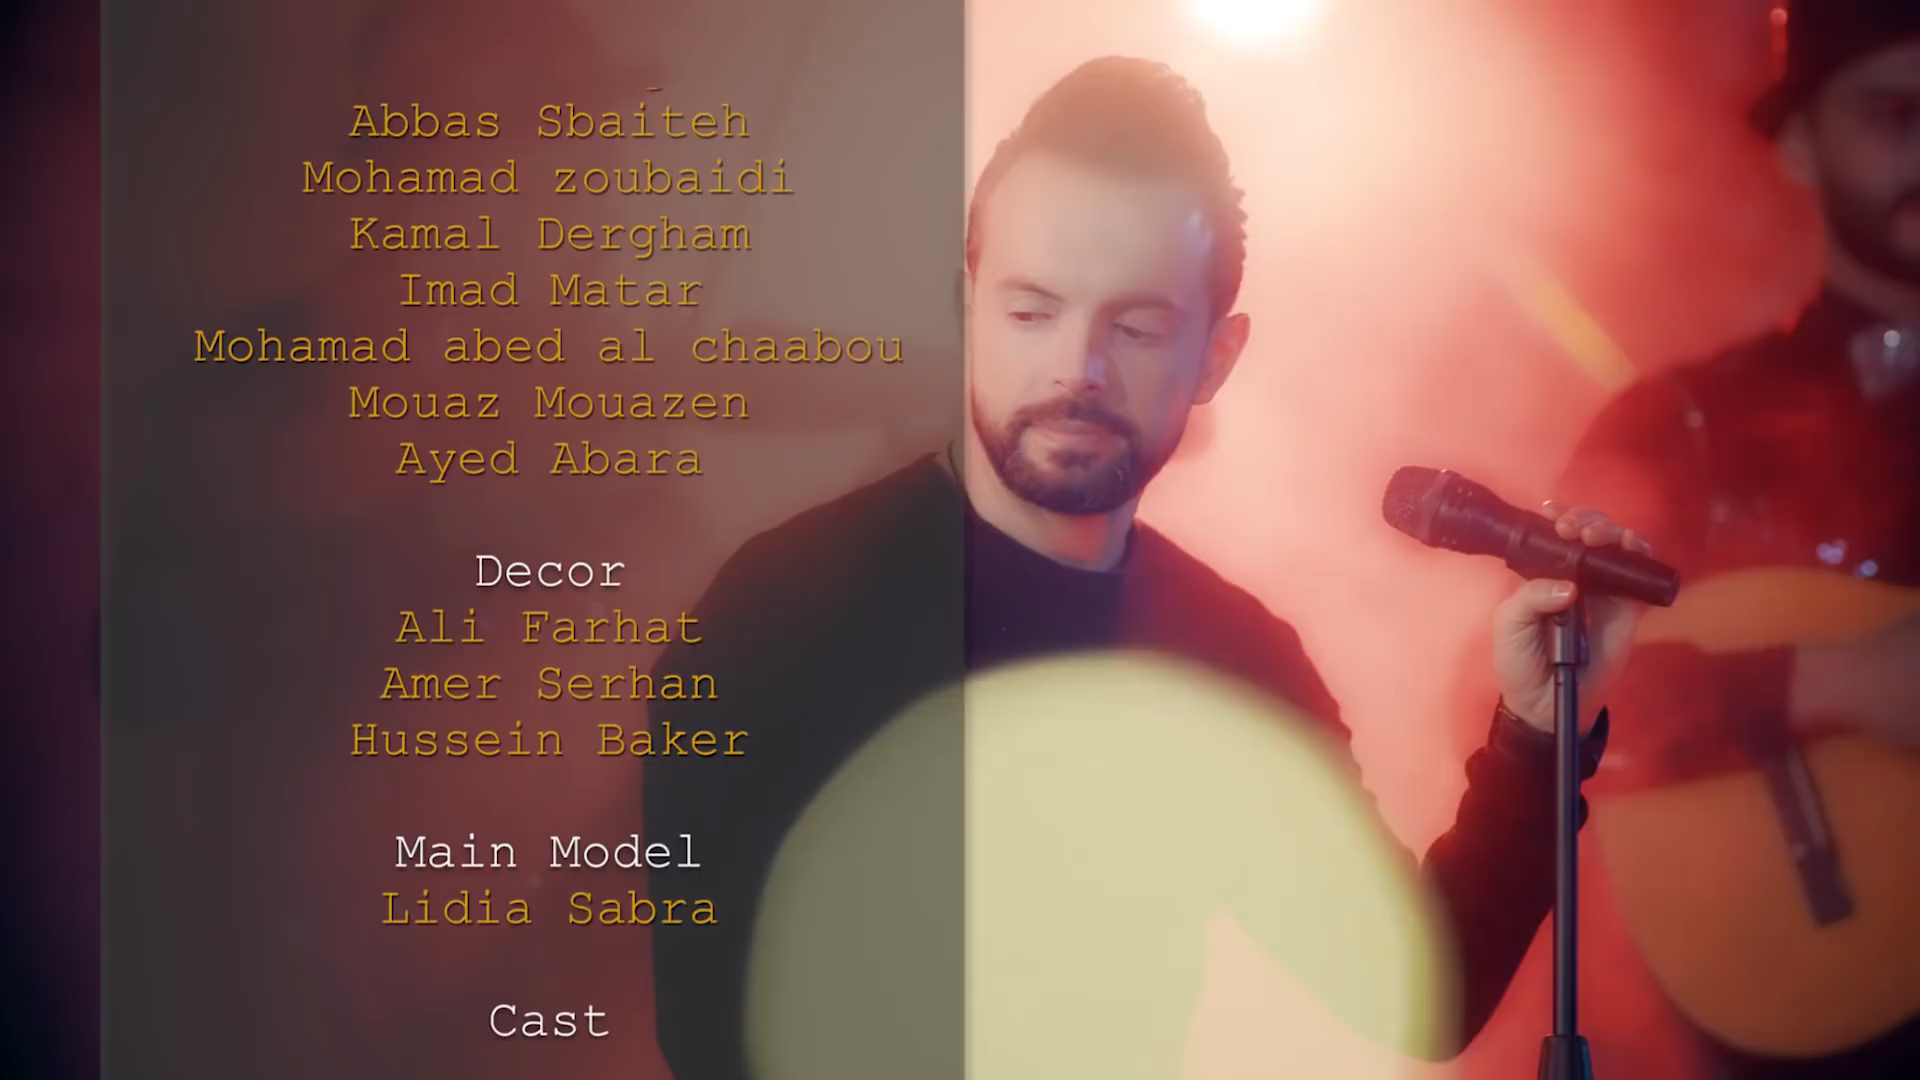 Abbas Sbaiteh
Mohamad zoubaidi
Kamal Dergham
Imad Matar
Mohamad abed al chaabou
Mouaz Mouazen
Ayed Abara
Decor
Ali Farhat
Amer Serhan
Hussein Baker
Main Model
Lidia Sabra
Cast